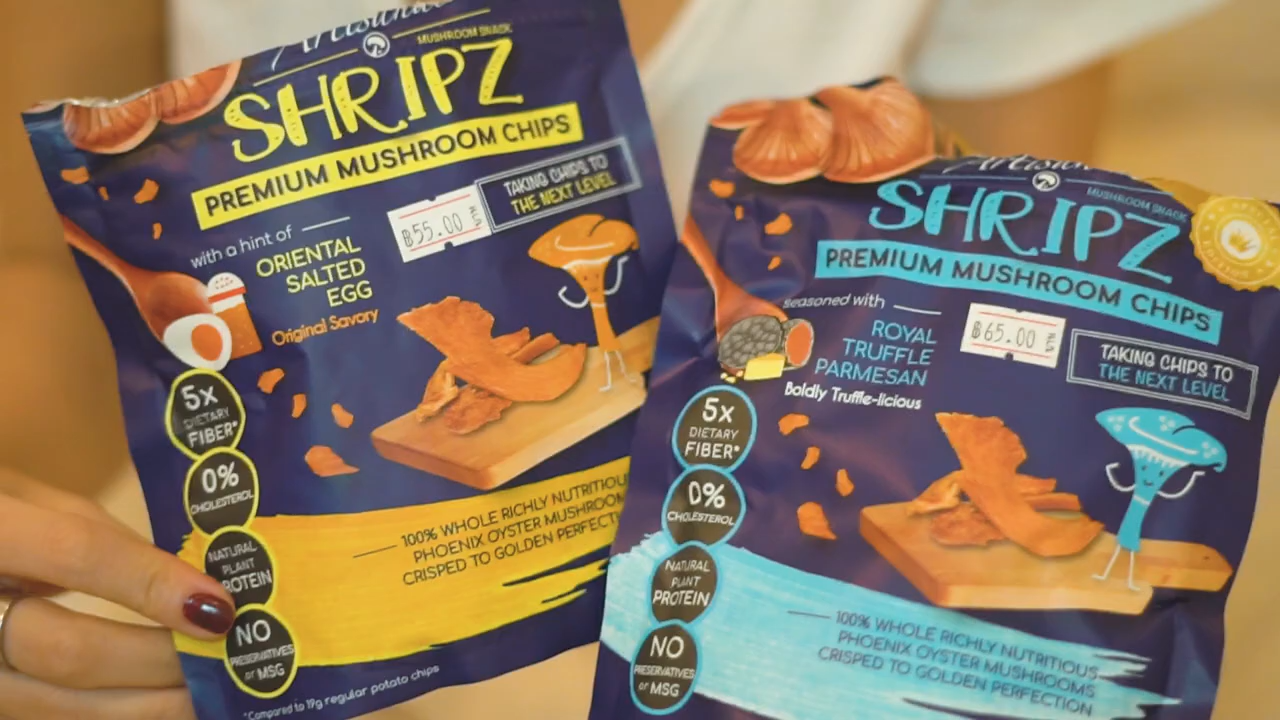 Artisanal
MUSHROOM SNACK
SHRIPZ
PREMIUM MUSHROOM CHIPS
TAKING CHIPS TO
THE NEXT LEVEL
฿55.00
with a hint of
ORIENTAL
SALTED
EGG
Original Savory
5x
DIETARY
FIBER*
0%
CHOLESTEROL
NATURAL
PLANT
PROTEIN
NO
PRESERVATIVES
or MSG
100% WHOLE RICHLY NUTRITIOU
PHOENIX OYSTER MUSHROOM
CRISPED TO GOLDEN PERFECT
*Compared to 19g regular potato chips
MUSHROOM SNACK
SHRIPZ
PREMIUM MUSHROOM CHIPS
seasoned with
ROYAL
TRUFFLE
PARMESAN
Boldly Truffle-licious
฿65.00
TAKING CHIPS TO
THE NEXT LEVEL
5x
DIETARY
FIBER*
0%
CHOLESTEROL
NATURAL
PLANT
PROTEIN
NO
PRESERVATIVES
or MSG
100% WHOLE RICHLY NUTRITIOUS
PHOENIX OYSTER MUSHROOMS
CRISPED TO GOLDEN PERFECTION